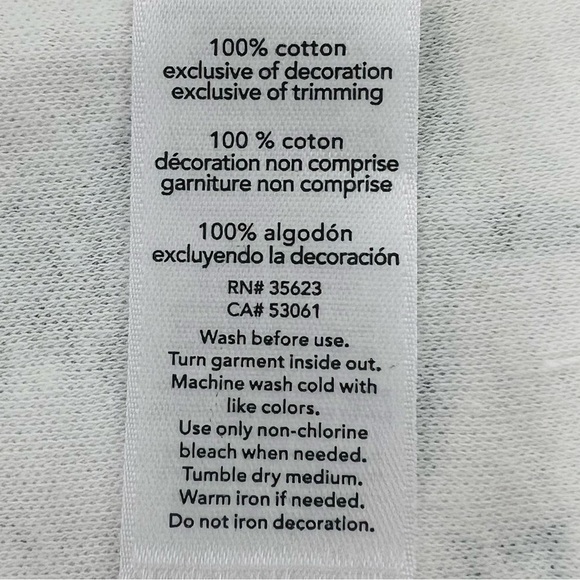 100% cotton
exclusive of decoration
exclusive of trimming
100 % coton
décoration non comprise
garniture non comprise
100% algodón
excluyendo la decoración
RN# 35623
CA# 53061
Wash before use.
Turn garment inside out.
Machine wash cold with
like colors.
Use only non-chlorine
bleach when needed.
Tumble dry medium.
Warm iron if needed.
Do not iron decoration.